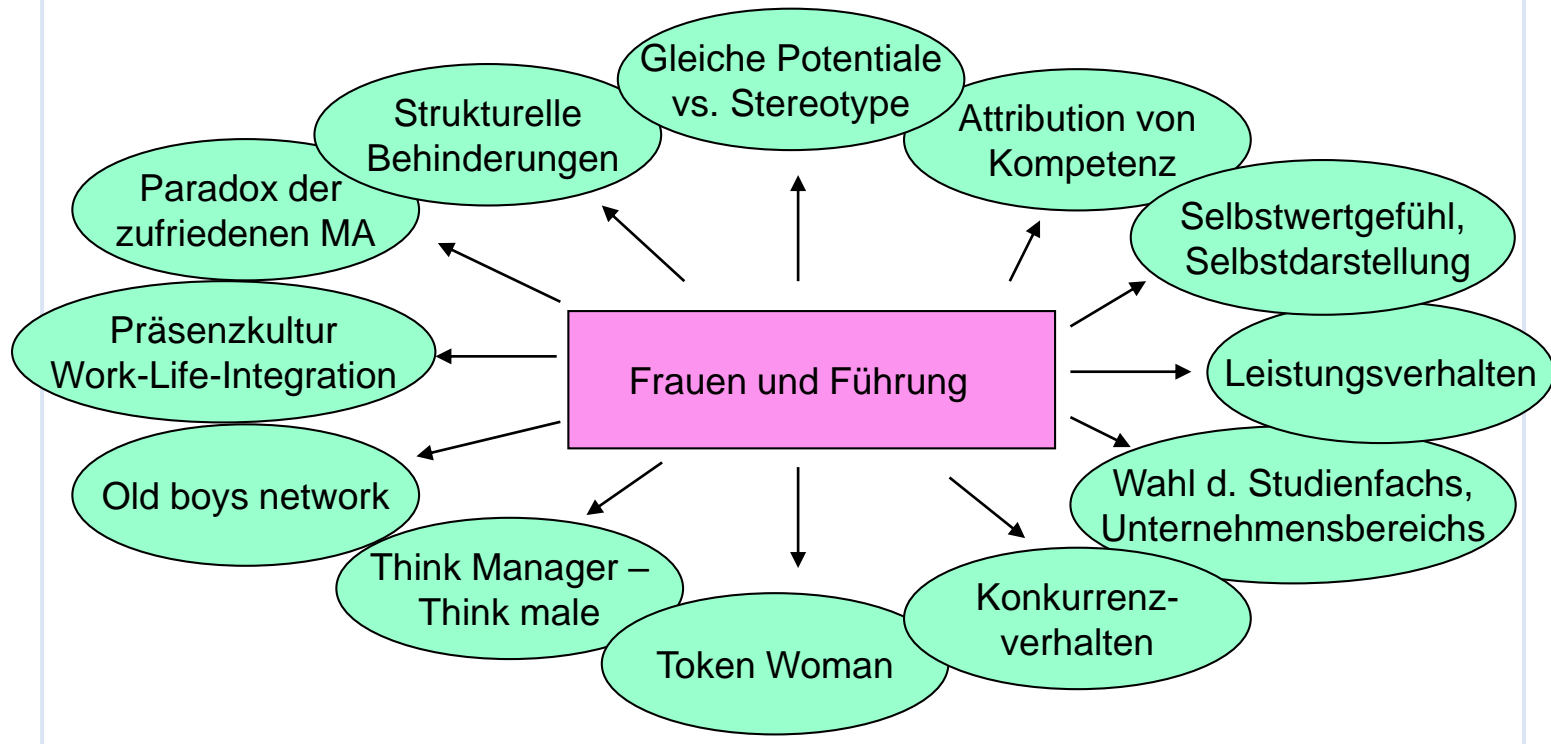 Gleiche Potentiale
vs. Stereotype
Strukturelle
Behinderungen
Attribution von
Kompetenz
Paradox der
zufriedenen MA
Selbstwertgefühl,
Selbstdarstellung
Präsenzkultur
Work-Life-Integration
Frauen und Führung
Leistungsverhalten
Old boys network
Wahl d. Studienfachs,
Unternehmensbereichs
Think Manager –
Think male
Token Woman
Konkurrenz-
verhalten